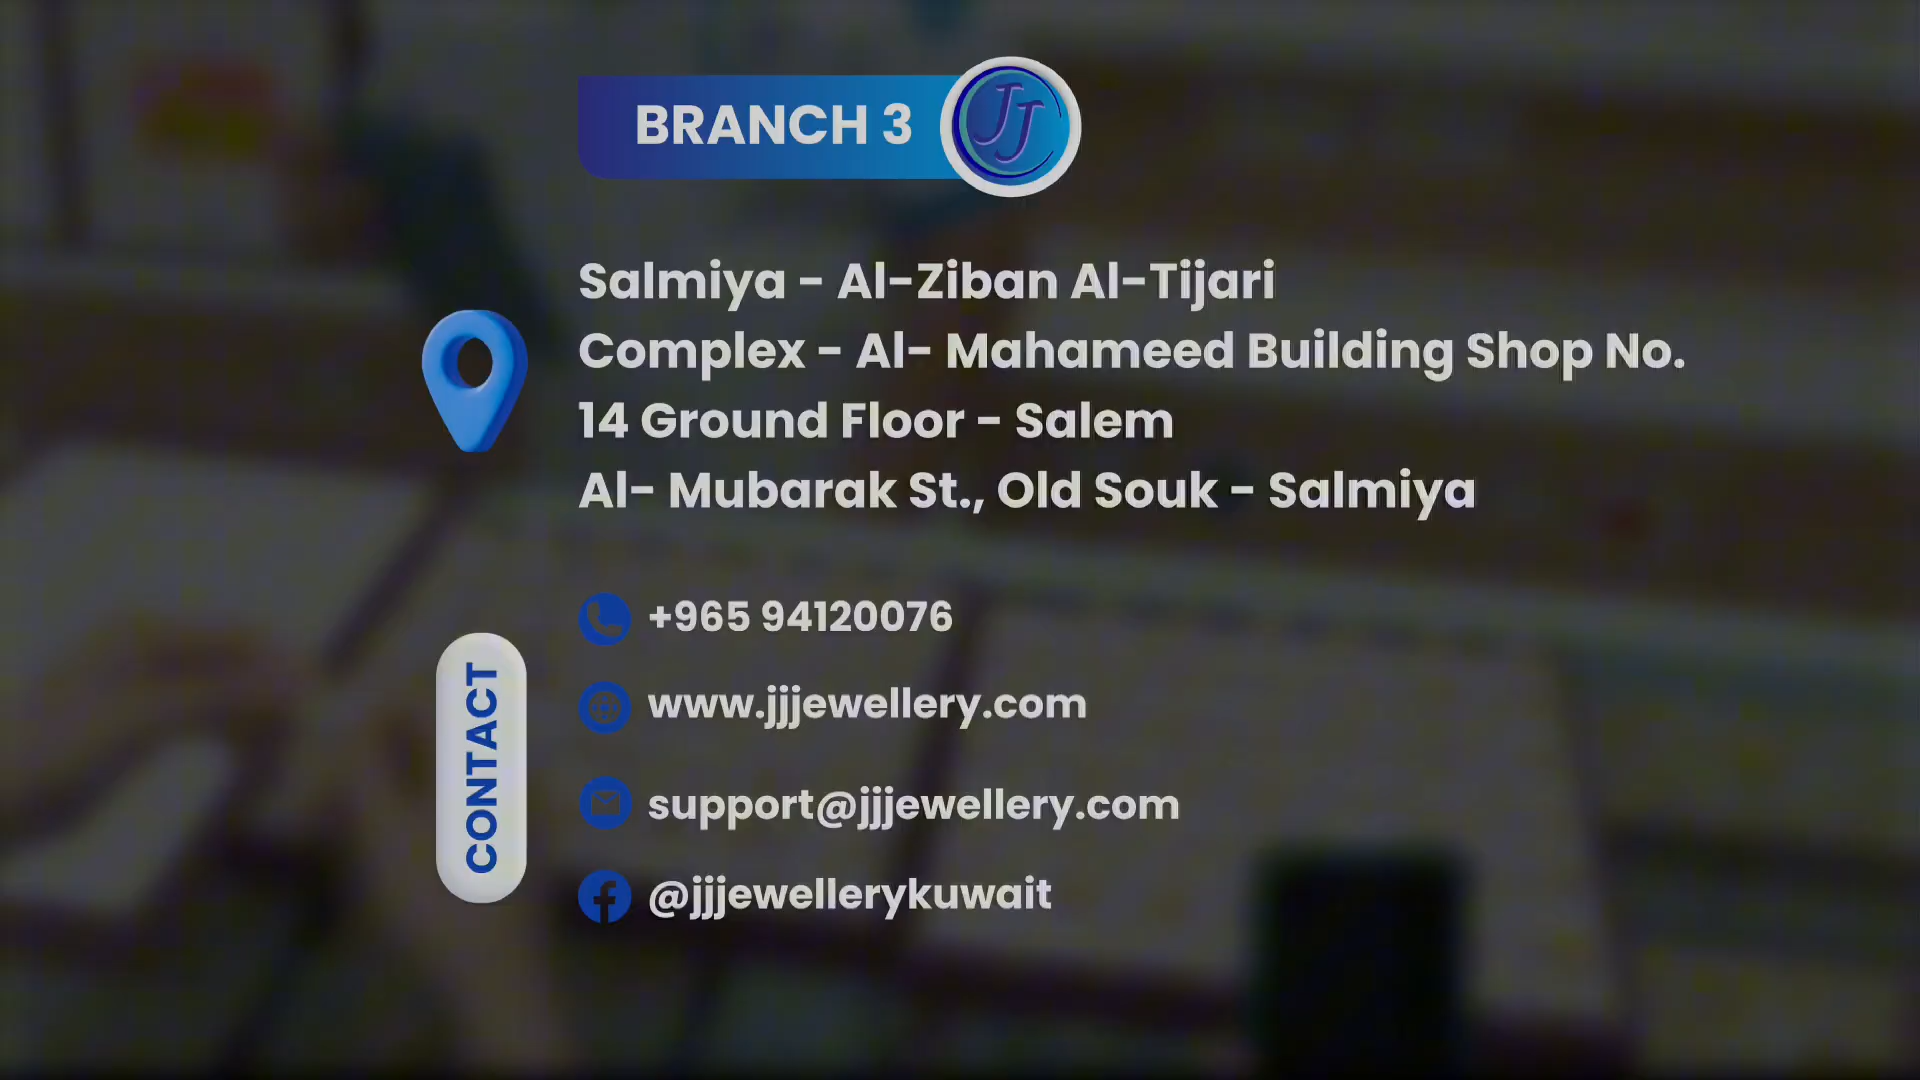 BRANCH 3
JJ
Salmiya - Al-Ziban Al-Tijari
Complex - Al- Mahameed Building Shop No.
14 Ground Floor - Salem
Al- Mubarak St., Old Souk - Salmiya
CONTACT
+965 94120076
www.jjjewellery.com
support@jjjewellery.com
@jjjewellerykuwait